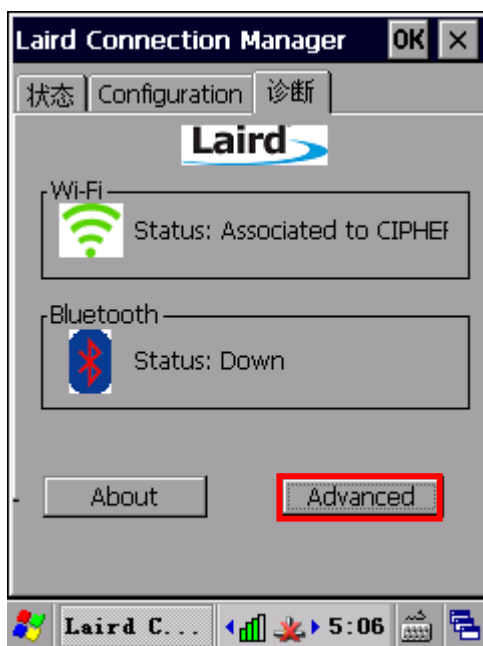 Laird Connection Manager OK ×
状态 Configuration 诊断
Laird
Wi-Fi
Status: Associated to CIPHER
Bluetooth
Status: Down
About Advanced
Laird C... 5:06